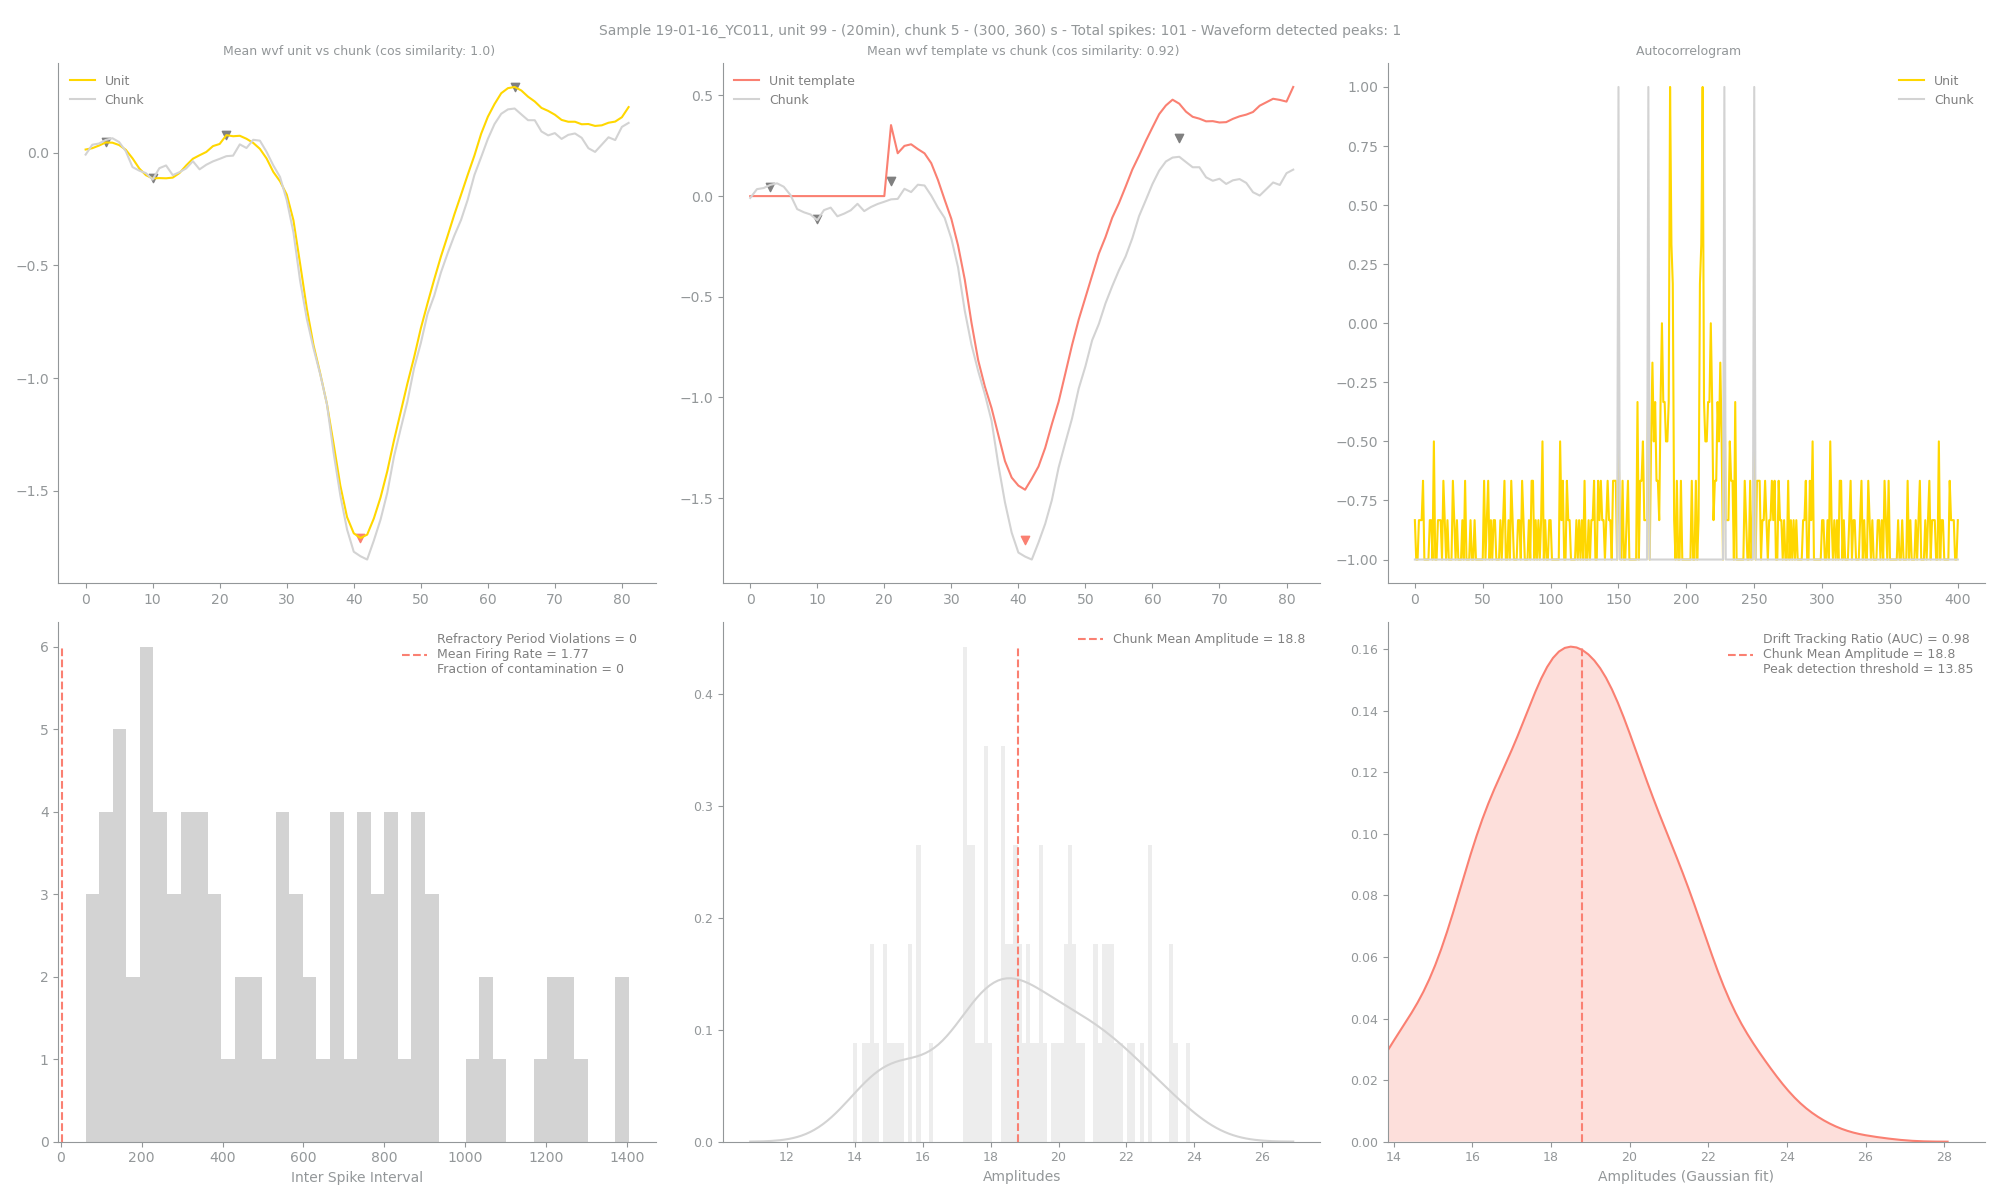 Sample 19-01-16_YC011, unit 99 - (20min), chunk 5 - (300, 360) s - Total spikes: 101 - Waveform detected peaks: 1
Mean wvf unit vs chunk (cos similarity: 1.0)
Unit
Chunk
0.0
−0.5
−1.0
−1.5
0 10 20 30 40 50 60 70 80
Mean wvf template vs chunk (cos similarity: 0.92)
Unit template
Chunk
0.5
0.0
−0.5
−1.0
−1.5
0 10 20 30 40 50 60 70 80
Autocorrelogram
Unit
Chunk
1.00
0.75
0.50
0.25
0.00
−0.25
−0.50
−0.75
−1.00
0 50 100 150 200 250 300 350 400
Refractory Period Violations = 0
Mean Firing Rate = 1.77
Fraction of contamination = 0
6
5
4
3
2
1
0
0 200 400 600 800 1000 1200 1400
Inter Spike Interval
Chunk Mean Amplitude = 18.8
0.4
0.3
0.2
0.1
0.0
12 14 16 18 20 22 24 26
Amplitudes
Drift Tracking Ratio (AUC) = 0.98
Chunk Mean Amplitude = 18.8
Peak detection threshold = 13.85
0.16
0.14
0.12
0.10
0.08
0.06
0.04
0.02
0.00
14 16 18 20 22 24 26 28
Amplitudes (Gaussian fit)